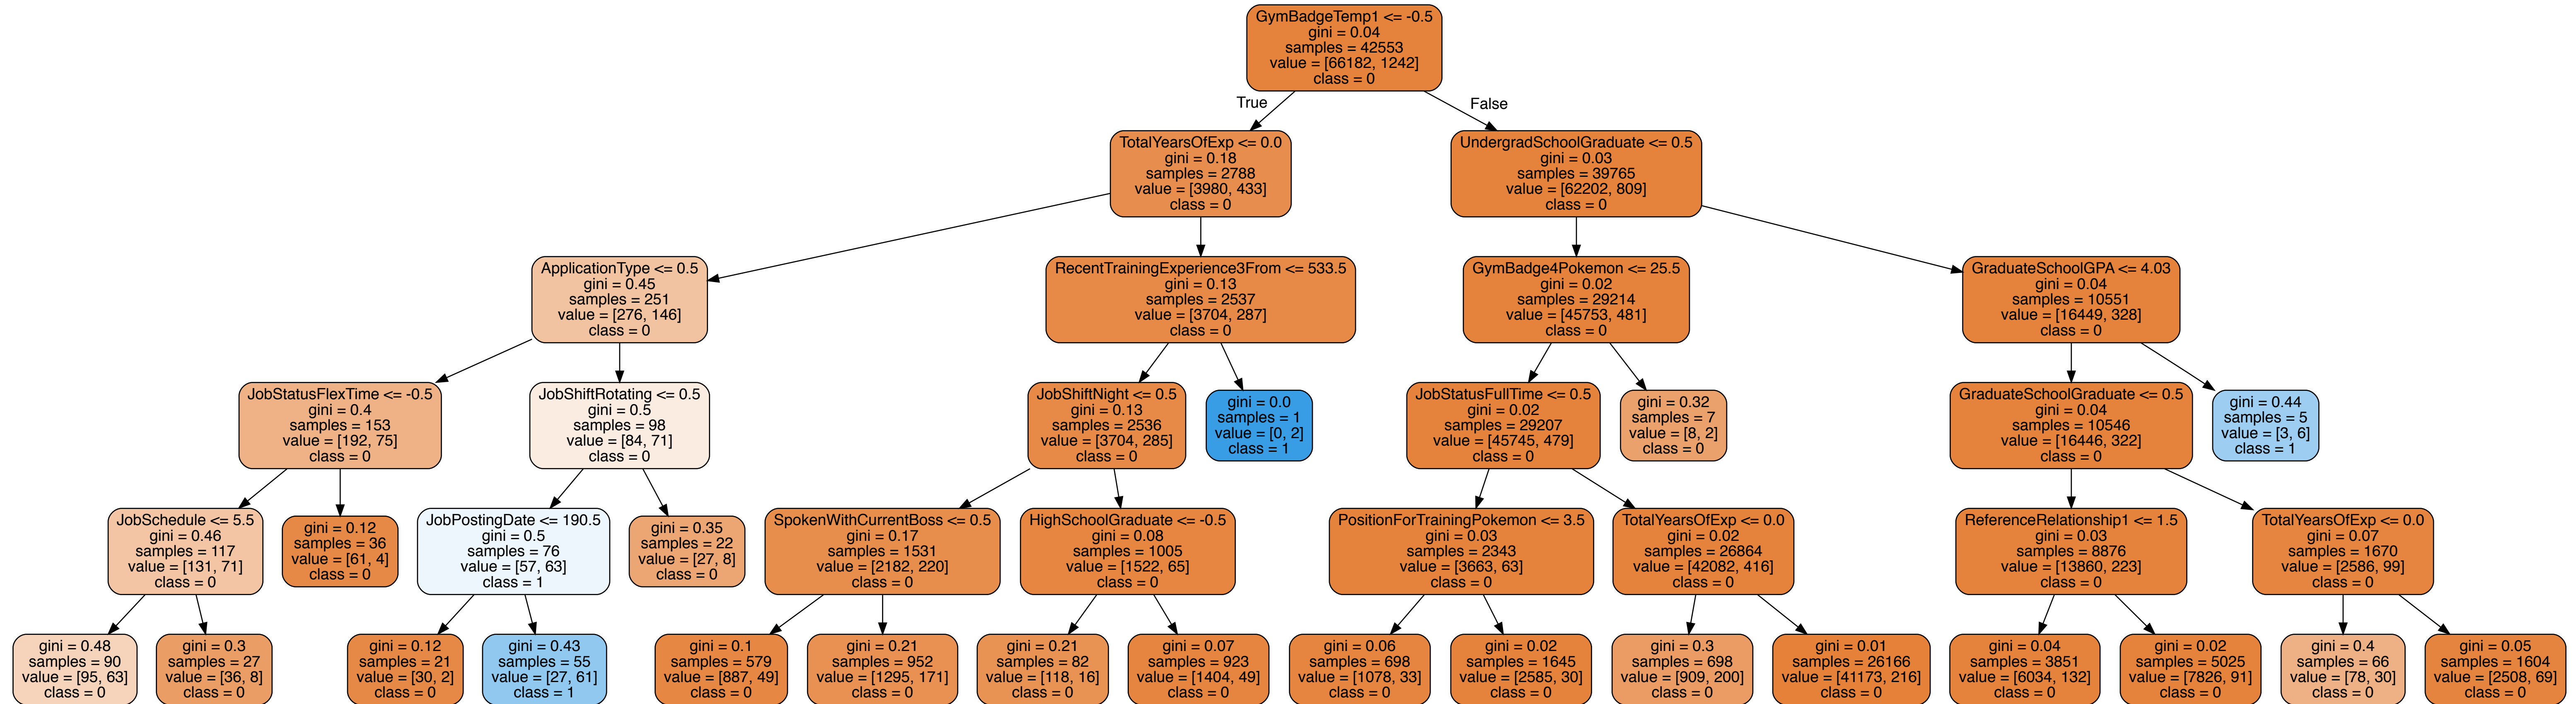 GymBadgeTemp1 <= -0.5
gini = 0.04
samples = 42553
value = [66182, 1242]
class = 0
True
False
TotalYearsOfExp <= 0.0
gini = 0.18
samples = 2788
value = [3980, 433]
class = 0
UndergradSchoolGraduate <= 0.5
gini = 0.03
samples = 39765
value = [62202, 809]
class = 0
ApplicationType <= 0.5
gini = 0.45
samples = 251
value = [276, 146]
class = 0
RecentTrainingExperience3From <= 533.5
gini = 0.13
samples = 2537
value = [3704, 287]
class = 0
GymBadge4Pokemon <= 25.5
gini = 0.02
samples = 29214
value = [45753, 481]
class = 0
GraduateSchoolGPA <= 4.03
gini = 0.04
samples = 10551
value = [16449, 328]
class = 0
JobStatusFlexTime <= -0.5
gini = 0.4
samples = 153
value = [192, 75]
class = 0
JobShiftRotating <= 0.5
gini = 0.5
samples = 98
value = [84, 71]
class = 0
JobShiftNight <= 0.5
gini = 0.13
samples = 2536
value = [3704, 285]
class = 0
gini = 0.0
samples = 1
value = [0, 2]
class = 1
JobStatusFullTime <= 0.5
gini = 0.02
samples = 29207
value = [45745, 479]
class = 0
gini = 0.32
samples = 7
value = [8, 2]
class = 0
GraduateSchoolGraduate <= 0.5
gini = 0.04
samples = 10546
value = [16446, 322]
class = 0
gini = 0.44
samples = 5
value = [3, 6]
class = 1
JobSchedule <= 5.5
gini = 0.46
samples = 117
value = [131, 71]
class = 0
gini = 0.12
samples = 36
value = [61, 4]
class = 0
JobPostingDate <= 190.5
gini = 0.5
samples = 76
value = [57, 63]
class = 1
gini = 0.35
samples = 22
value = [27, 8]
class = 0
SpokenWithCurrentBoss <= 0.5
gini = 0.17
samples = 1531
value = [2182, 220]
class = 0
HighSchoolGraduate <= -0.5
gini = 0.08
samples = 1005
value = [1522, 65]
class = 0
PositionForTrainingPokemon <= 3.5
gini = 0.03
samples = 2343
value = [3663, 63]
class = 0
TotalYearsOfExp <= 0.0
gini = 0.02
samples = 26864
value = [42082, 416]
class = 0
ReferenceRelationship1 <= 1.5
gini = 0.03
samples = 8876
value = [13860, 223]
class = 0
TotalYearsOfExp <= 0.0
gini = 0.07
samples = 1670
value = [2586, 99]
class = 0
gini = 0.48
samples = 90
value = [95, 63]
class = 0
gini = 0.3
samples = 27
value = [36, 8]
class = 0
gini = 0.12
samples = 21
value = [30, 2]
class = 0
gini = 0.43
samples = 55
value = [27, 61]
class = 1
gini = 0.1
samples = 579
value = [887, 49]
class = 0
gini = 0.21
samples = 952
value = [1295, 171]
class = 0
gini = 0.21
samples = 82
value = [118, 16]
class = 0
gini = 0.07
samples = 923
value = [1404, 49]
class = 0
gini = 0.06
samples = 698
value = [1078, 33]
class = 0
gini = 0.02
samples = 1645
value = [2585, 30]
class = 0
gini = 0.3
samples = 698
value = [909, 200]
class = 0
gini = 0.01
samples = 26166
value = [41173, 216]
class = 0
gini = 0.04
samples = 3851
value = [6034, 132]
class = 0
gini = 0.02
samples = 5025
value = [7826, 91]
class = 0
gini = 0.4
samples = 66
value = [78, 30]
class = 0
gini = 0.05
samples = 1604
value = [2508, 69]
class = 0